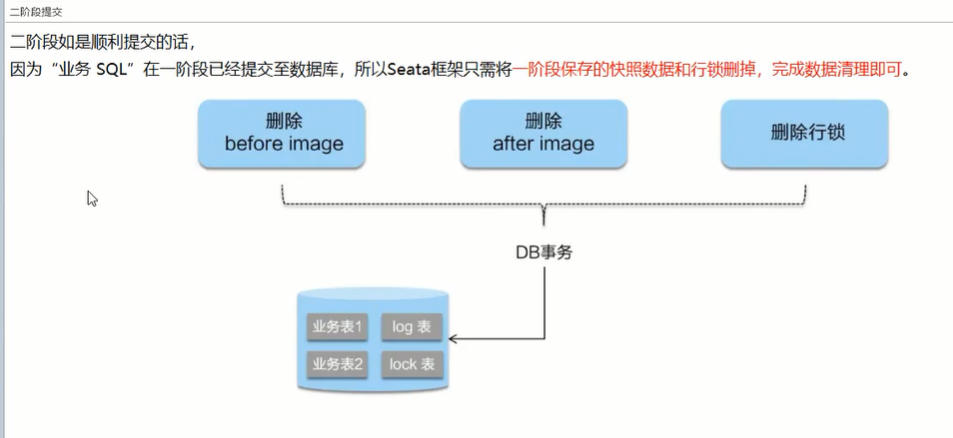 二阶段提交
二阶段如是顺利提交的话，
因为“业务 SQL”在一阶段已经提交至数据库，所以Seata框架只需将一阶段保存的快照数据和行锁删掉，完成数据清理即可。
删除
before image
删除
after image
删除行锁
DB事务
业务表1
log 表
业务表2
lock 表